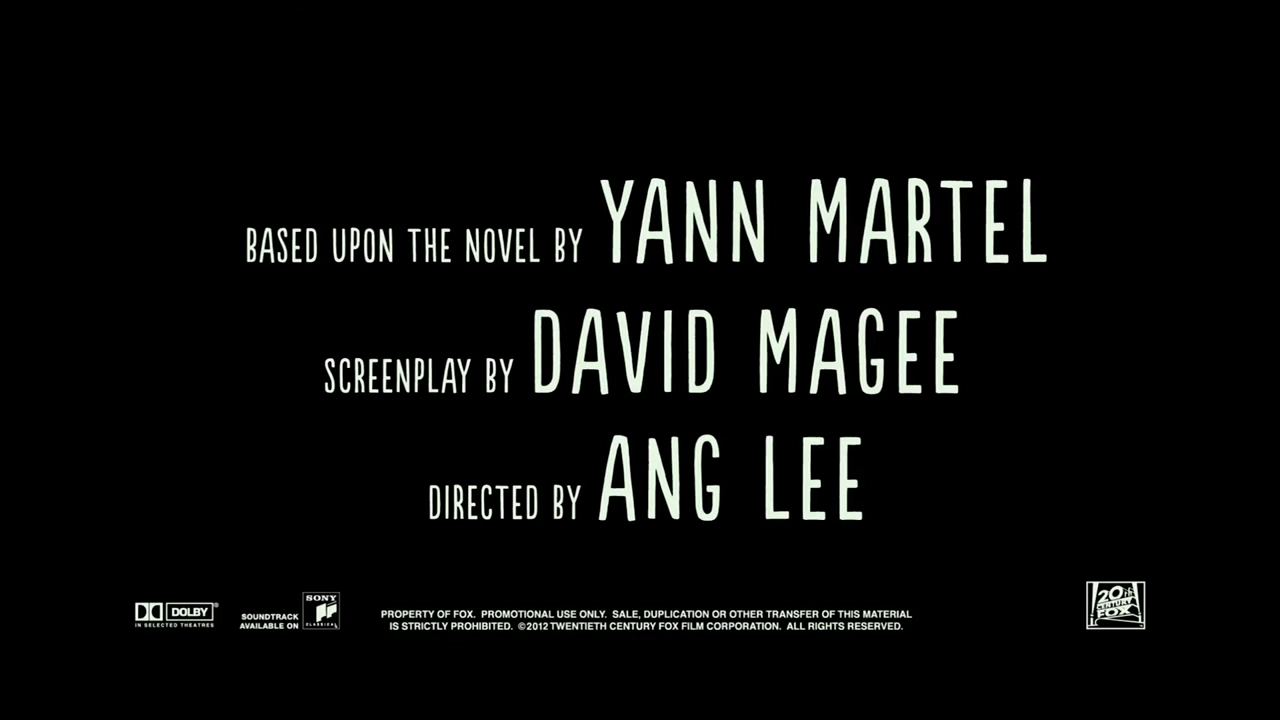 BASED UPON THE NOVEL BY YANN MARTEL
SCREENPLAY BY DAVID MAGEE
DIRECTED BY ANG LEE
DOLBY®
IN SELECTED THEATRES
SOUNDTRACK
AVAILABLE ON
SONY
CLASSICAL
PROPERTY OF FOX. PROMOTIONAL USE ONLY. SALE, DUPLICATION OR OTHER TRANSFER OF THIS MATERIAL
IS STRICTLY PROHIBITED. ©2012 TWENTIETH CENTURY FOX FILM CORPORATION. ALL RIGHTS RESERVED.
20th
CENTURY
FOX